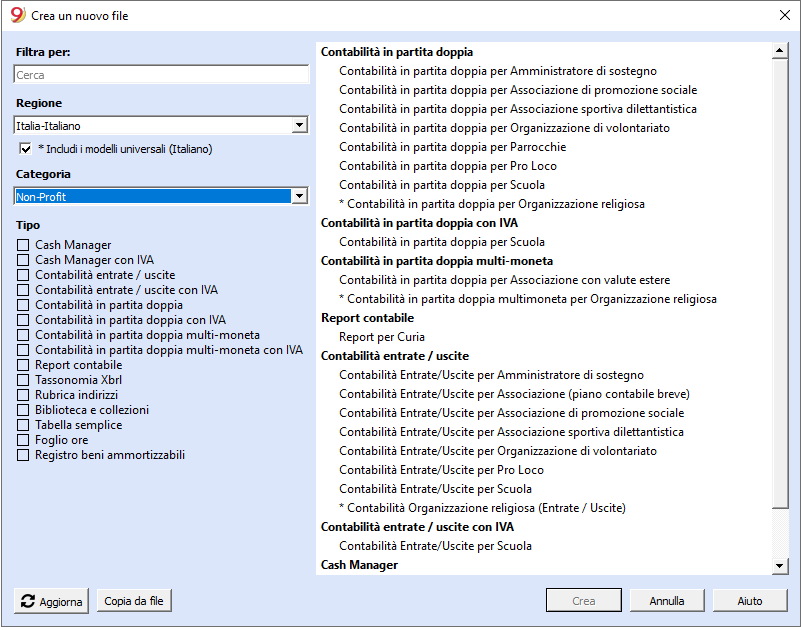 Crea un nuovo file
Filtra per:
Cerca
Regione
Italia-Italiano
* Includi i modelli universali (Italiano)
Categoria
Non-Profit
Tipo
Cash Manager
Cash Manager con IVA
Contabilità entrate / uscite
Contabilità entrate / uscite con IVA
Contabilità in partita doppia
Contabilità in partita doppia con IVA
Contabilità in partita doppia multi-moneta
Contabilità in partita doppia multi-moneta con IVA
Report contabile
Tassonomia Xbrl
Rubrica indirizzi
Biblioteca e collezioni
Tabella semplice
Foglio ore
Registro beni ammortizzabili
Contabilità in partita doppia
Contabilità in partita doppia per Amministratore di sostegno
Contabilità in partita doppia per Associazione di promozione sociale
Contabilità in partita doppia per Associazione sportiva dilettantistica
Contabilità in partita doppia per Organizzazione di volontariato
Contabilità in partita doppia per Parrocchie
Contabilità in partita doppia per Pro Loco
Contabilità in partita doppia per Scuola
* Contabilità in partita doppia per Organizzazione religiosa
Contabilità in partita doppia con IVA
Contabilità in partita doppia per Scuola
Contabilità in partita doppia multi-moneta
Contabilità in partita doppia per Associazione con valute estere
* Contabilità in partita doppia multimoneta per Organizzazione religiosa
Report contabile
Report per Curia
Contabilità entrate / uscite
Contabilità Entrate/Uscite per Amministratore di sostegno
Contabilità Entrate/Uscite per Associazione (piano contabile breve)
Contabilità Entrate/Uscite per Associazione di promozione sociale
Contabilità Entrate/Uscite per Associazione sportiva dilettantistica
Contabilità Entrate/Uscite per Organizzazione di volontariato
Contabilità Entrate/Uscite per Pro Loco
Contabilità Entrate/Uscite per Scuola
* Contabilità Organizzazione religiosa (Entrate / Uscite)
Contabilità entrate / uscite con IVA
Contabilità Entrate/Uscite per Scuola
Cash Manager
Aggiorna
Copia da file
Crea
Annulla
Aiuto